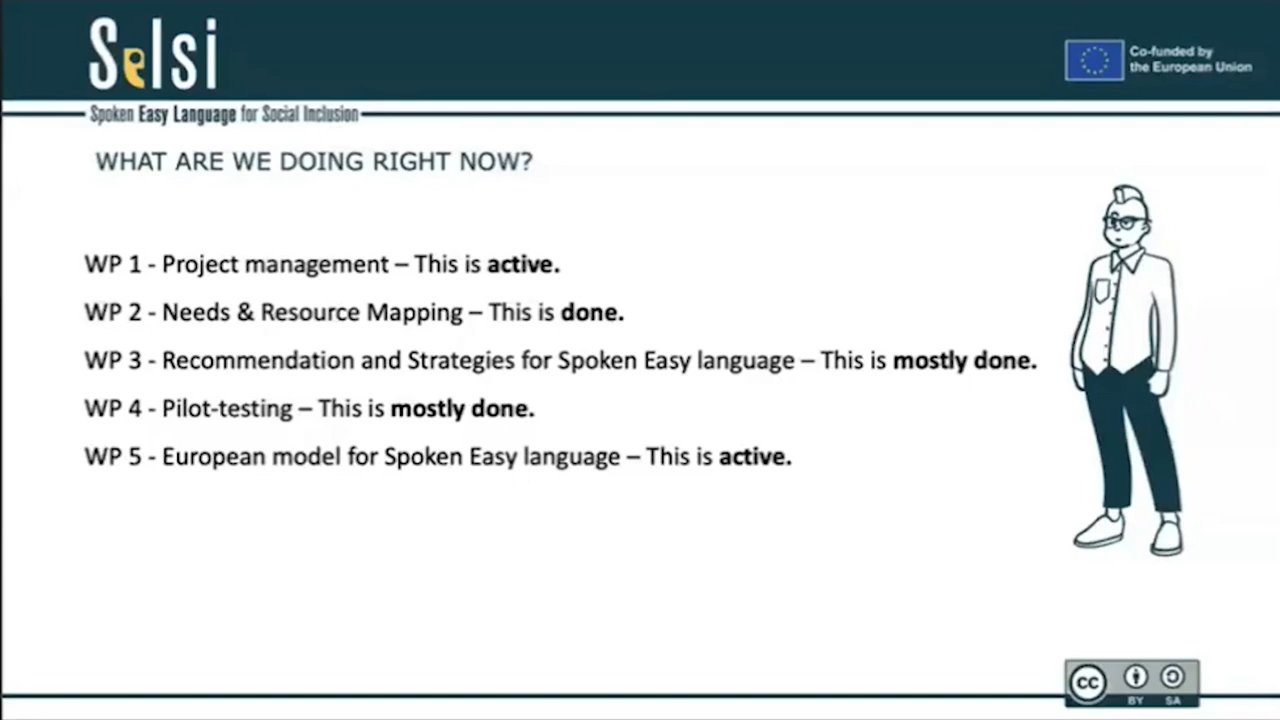 Selsi
Co-funded by
the European Union
Spoken Easy Language for Social Inclusion
WHAT ARE WE DOING RIGHT NOW?
WP 1 - Project management – This is active.
WP 2 - Needs & Resource Mapping – This is done.
WP 3 - Recommendation and Strategies for Spoken Easy language – This is mostly done.
WP 4 - Pilot-testing – This is mostly done.
WP 5 - European model for Spoken Easy language – This is active.
CC
BY SA